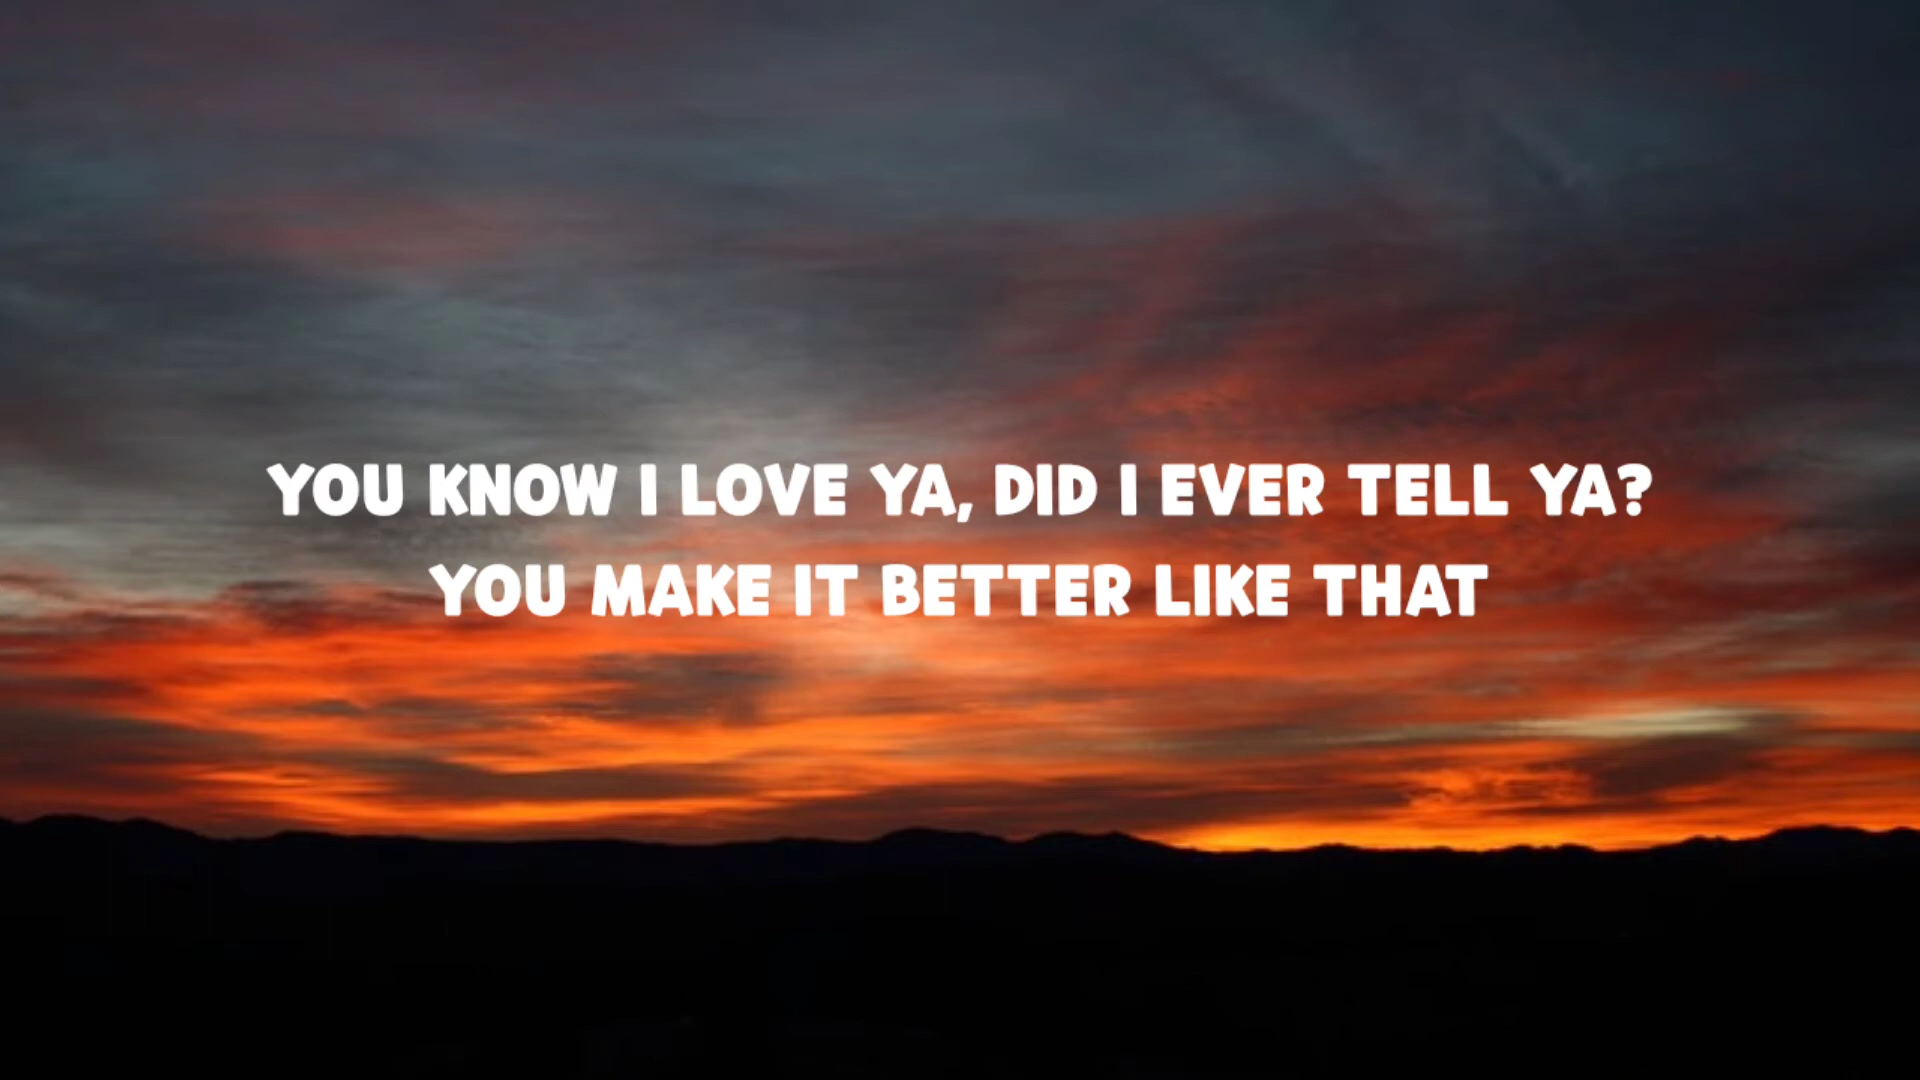 YOU KNOW I LOVE YA, DID I EVER TELL YA?
YOU MAKE IT BETTER LIKE THAT